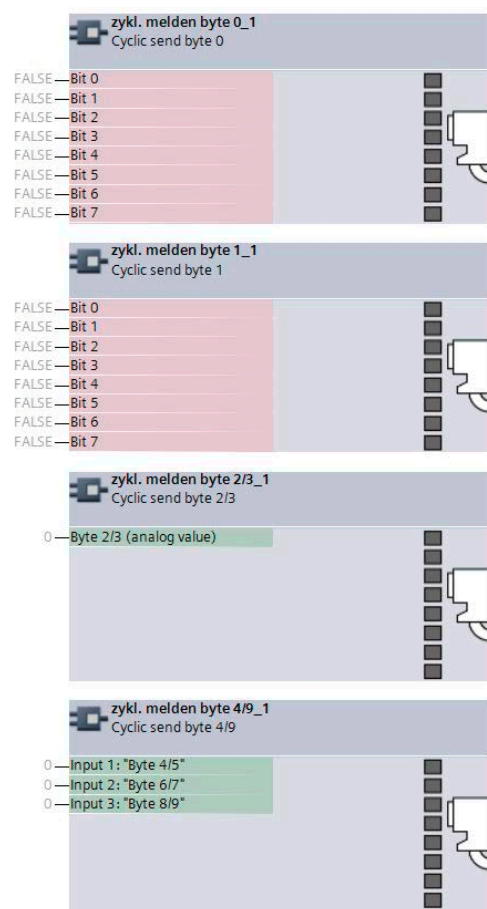 zykl. melden byte 0_1
Cyclic send byte 0
FALSE Bit 0
FALSE Bit 1
FALSE Bit 2
FALSE Bit 3
FALSE Bit 4
FALSE Bit 5
FALSE Bit 6
FALSE Bit 7
zykl. melden byte 1_1
Cyclic send byte 1
FALSE Bit 0
FALSE Bit 1
FALSE Bit 2
FALSE Bit 3
FALSE Bit 4
FALSE Bit 5
FALSE Bit 6
FALSE Bit 7
zykl. melden byte 2/3_1
Cyclic send byte 2/3
0 Byte 2/3 (analog value)
zykl. melden byte 4/9_1
Cyclic send byte 4/9
0 Input 1: "Byte 4/5"
0 Input 2: "Byte 6/7"
0 Input 3: "Byte 8/9"